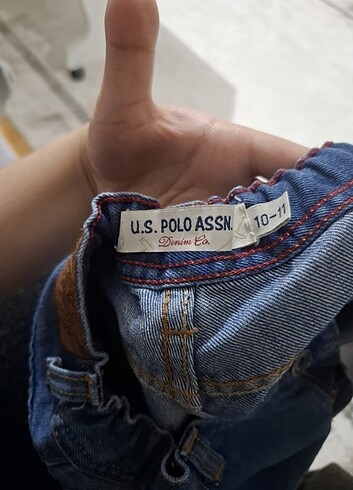 U.S. POLO ASSN.
Denim Co.
10-11